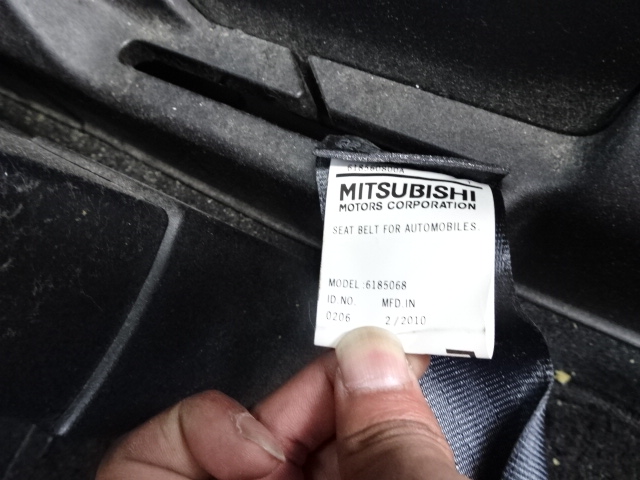 MITSUBISHI
MOTORS CORPORATION
SEAT BELT FOR AUTOMOBILES
MODEL:6185068
ID.NO. MFD.IN
0206 2/2010